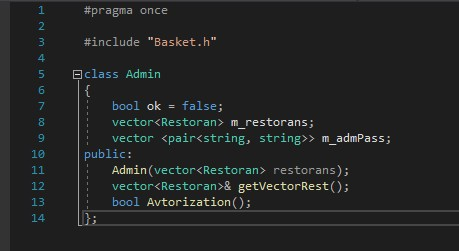 1 #pragma once
2
3 #include "Basket.h"
4
5 class Admin
6 {
7 bool ok = false;
8 vector<Restoran> m_restorans;
9 vector <pair<string, string>> m_admPass;
10 public:
11 Admin(vector<Restoran> restorans);
12 vector<Restoran>& getVectorRest();
13 bool Avtorization();
14 };